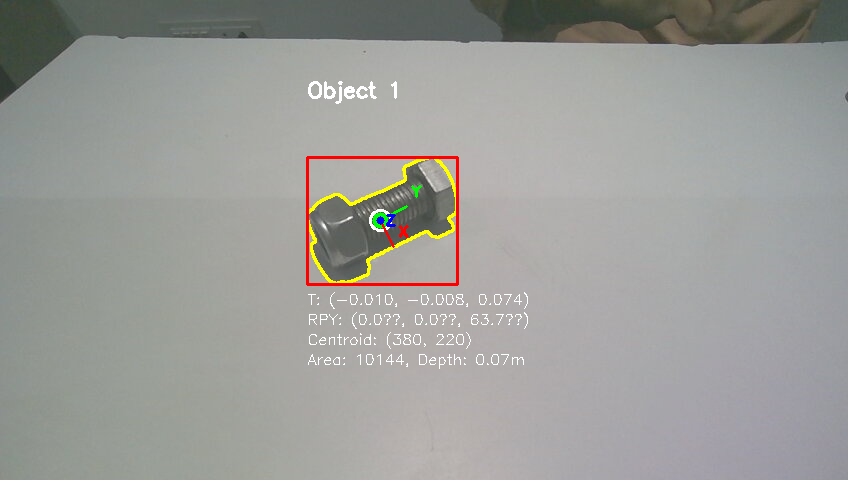 Object 1
Y
Z
X
T: (-0.010, -0.008, 0.074)
RPY: (0.0??, 0.0??, 63.7??)
Centroid: (380, 220)
Area: 10144, Depth: 0.07m